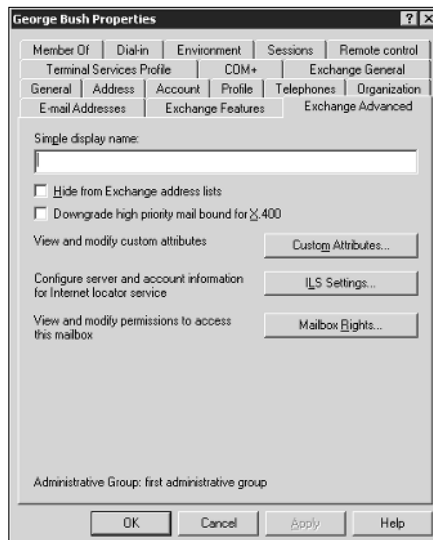 George Bush Properties
Member Of Dial-in Environment Sessions Remote control
Terminal Services Profile COM+ Exchange General
General Address Account Profile Telephones Organization
E-mail Addresses Exchange Features Exchange Advanced
Simple display name:
Hide from Exchange address lists
Downgrade high priority mail bound for X.400
View and modify custom attributes
Custom Attributes...
Configure server and account information
for Internet locator service
ILS Settings...
View and modify permissions to access
this mailbox
Mailbox Rights...
Administrative Group: first administrative group
OK Cancel Apply Help